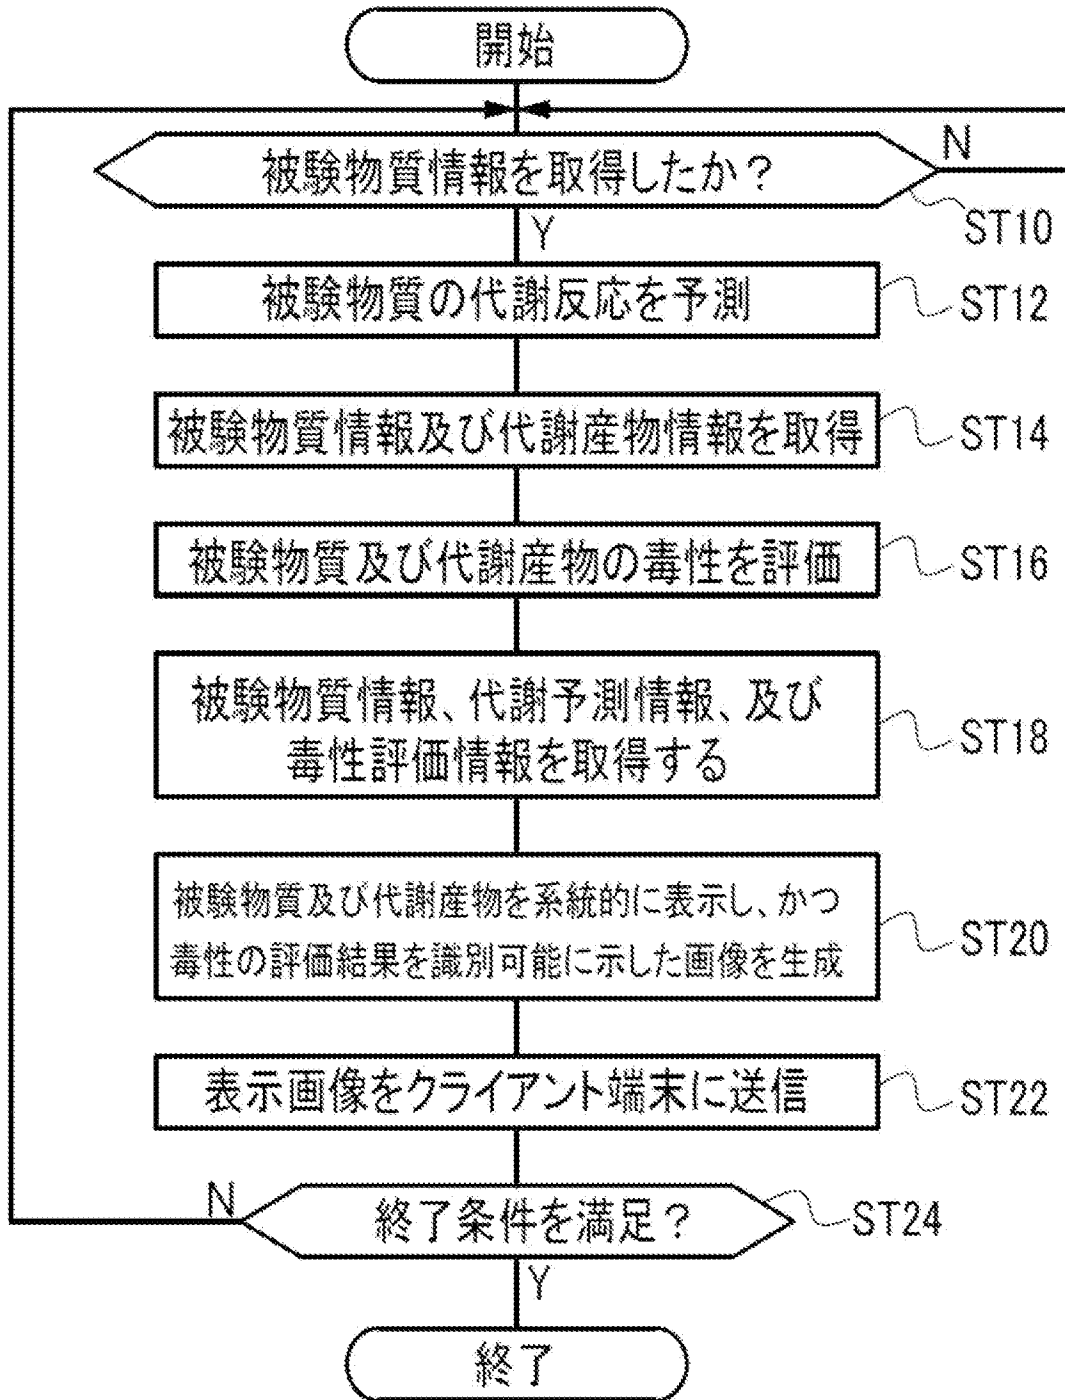 開始
被験物質情報を取得したか？
N
ST10
Y
被験物質の代謝反応を予測
ST12
被験物質情報及び代謝産物情報を取得
ST14
被験物質及び代謝産物の毒性を評価
ST16
被験物質情報、代謝予測情報、及び
毒性評価情報を取得する
ST18
被験物質及び代謝産物を系統的に表示し、かつ
毒性の評価結果を識別可能に示した画像を生成
ST20
表示画像をクライアント端末に送信
ST22
N
終了条件を満足？
ST24
Y
終了